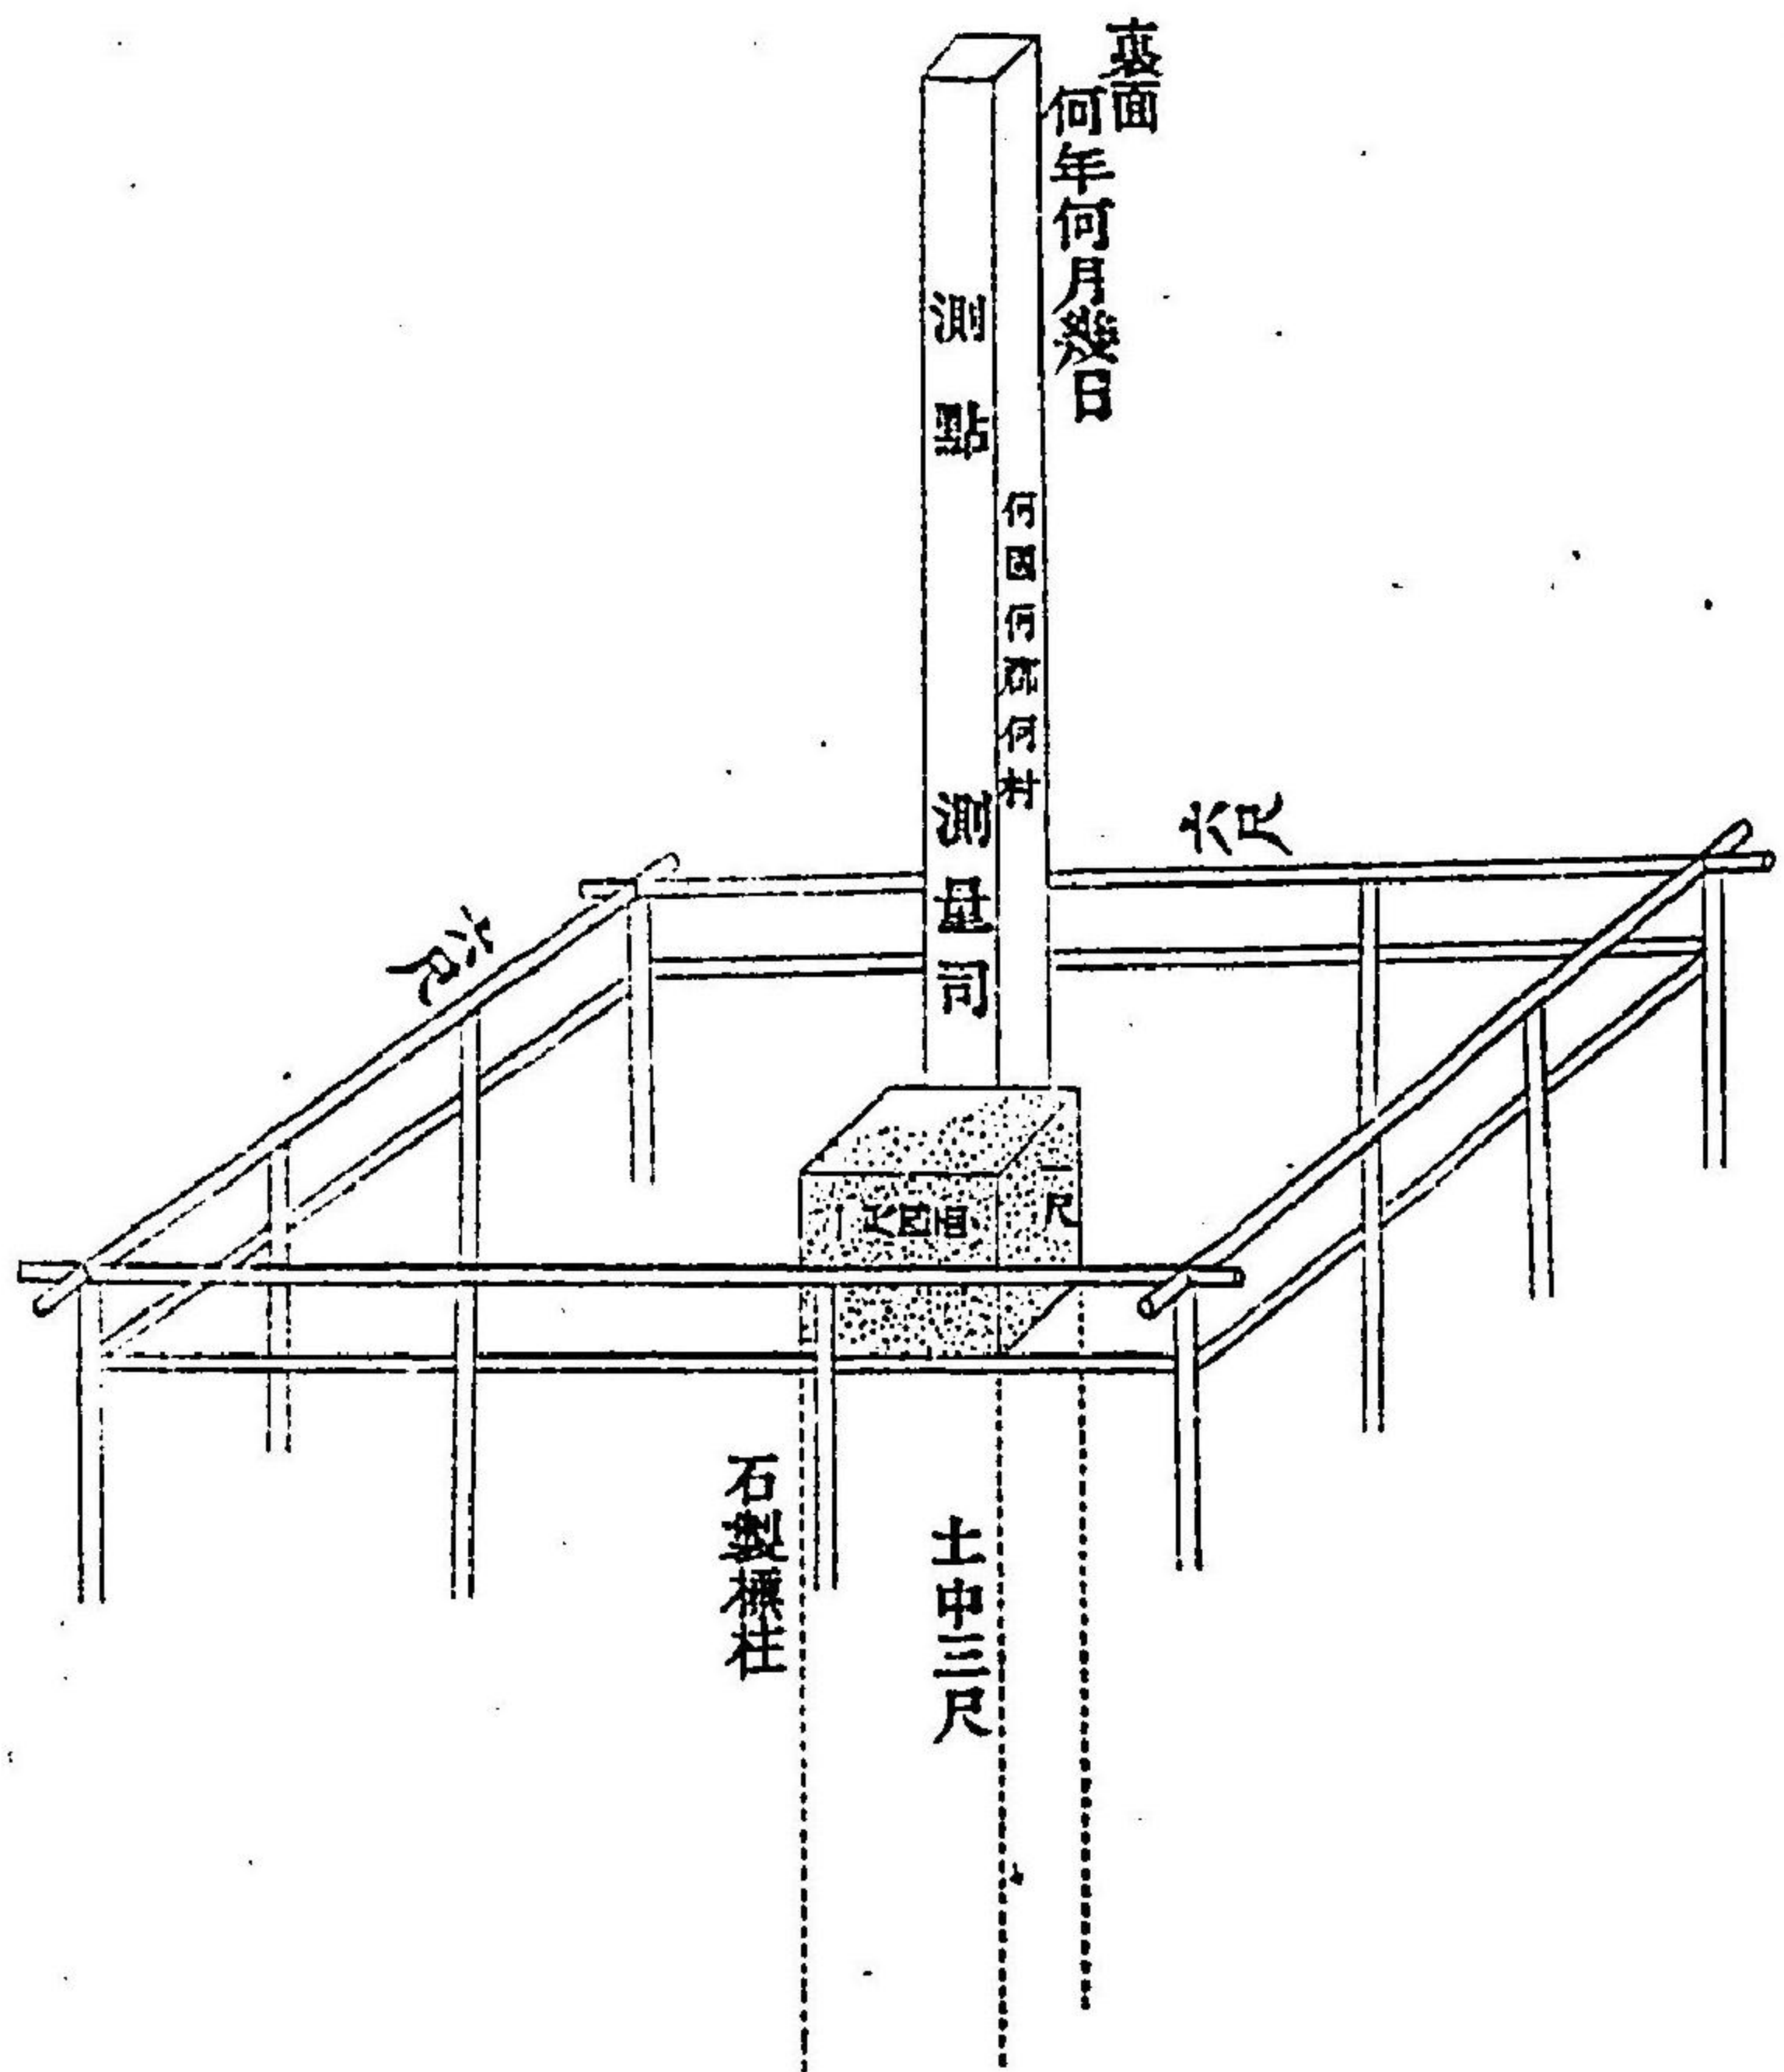 裏面
何年何月幾日
測點
測量司
何國何郡何村
六尺
六尺
一尺
石製標柱
土中三尺